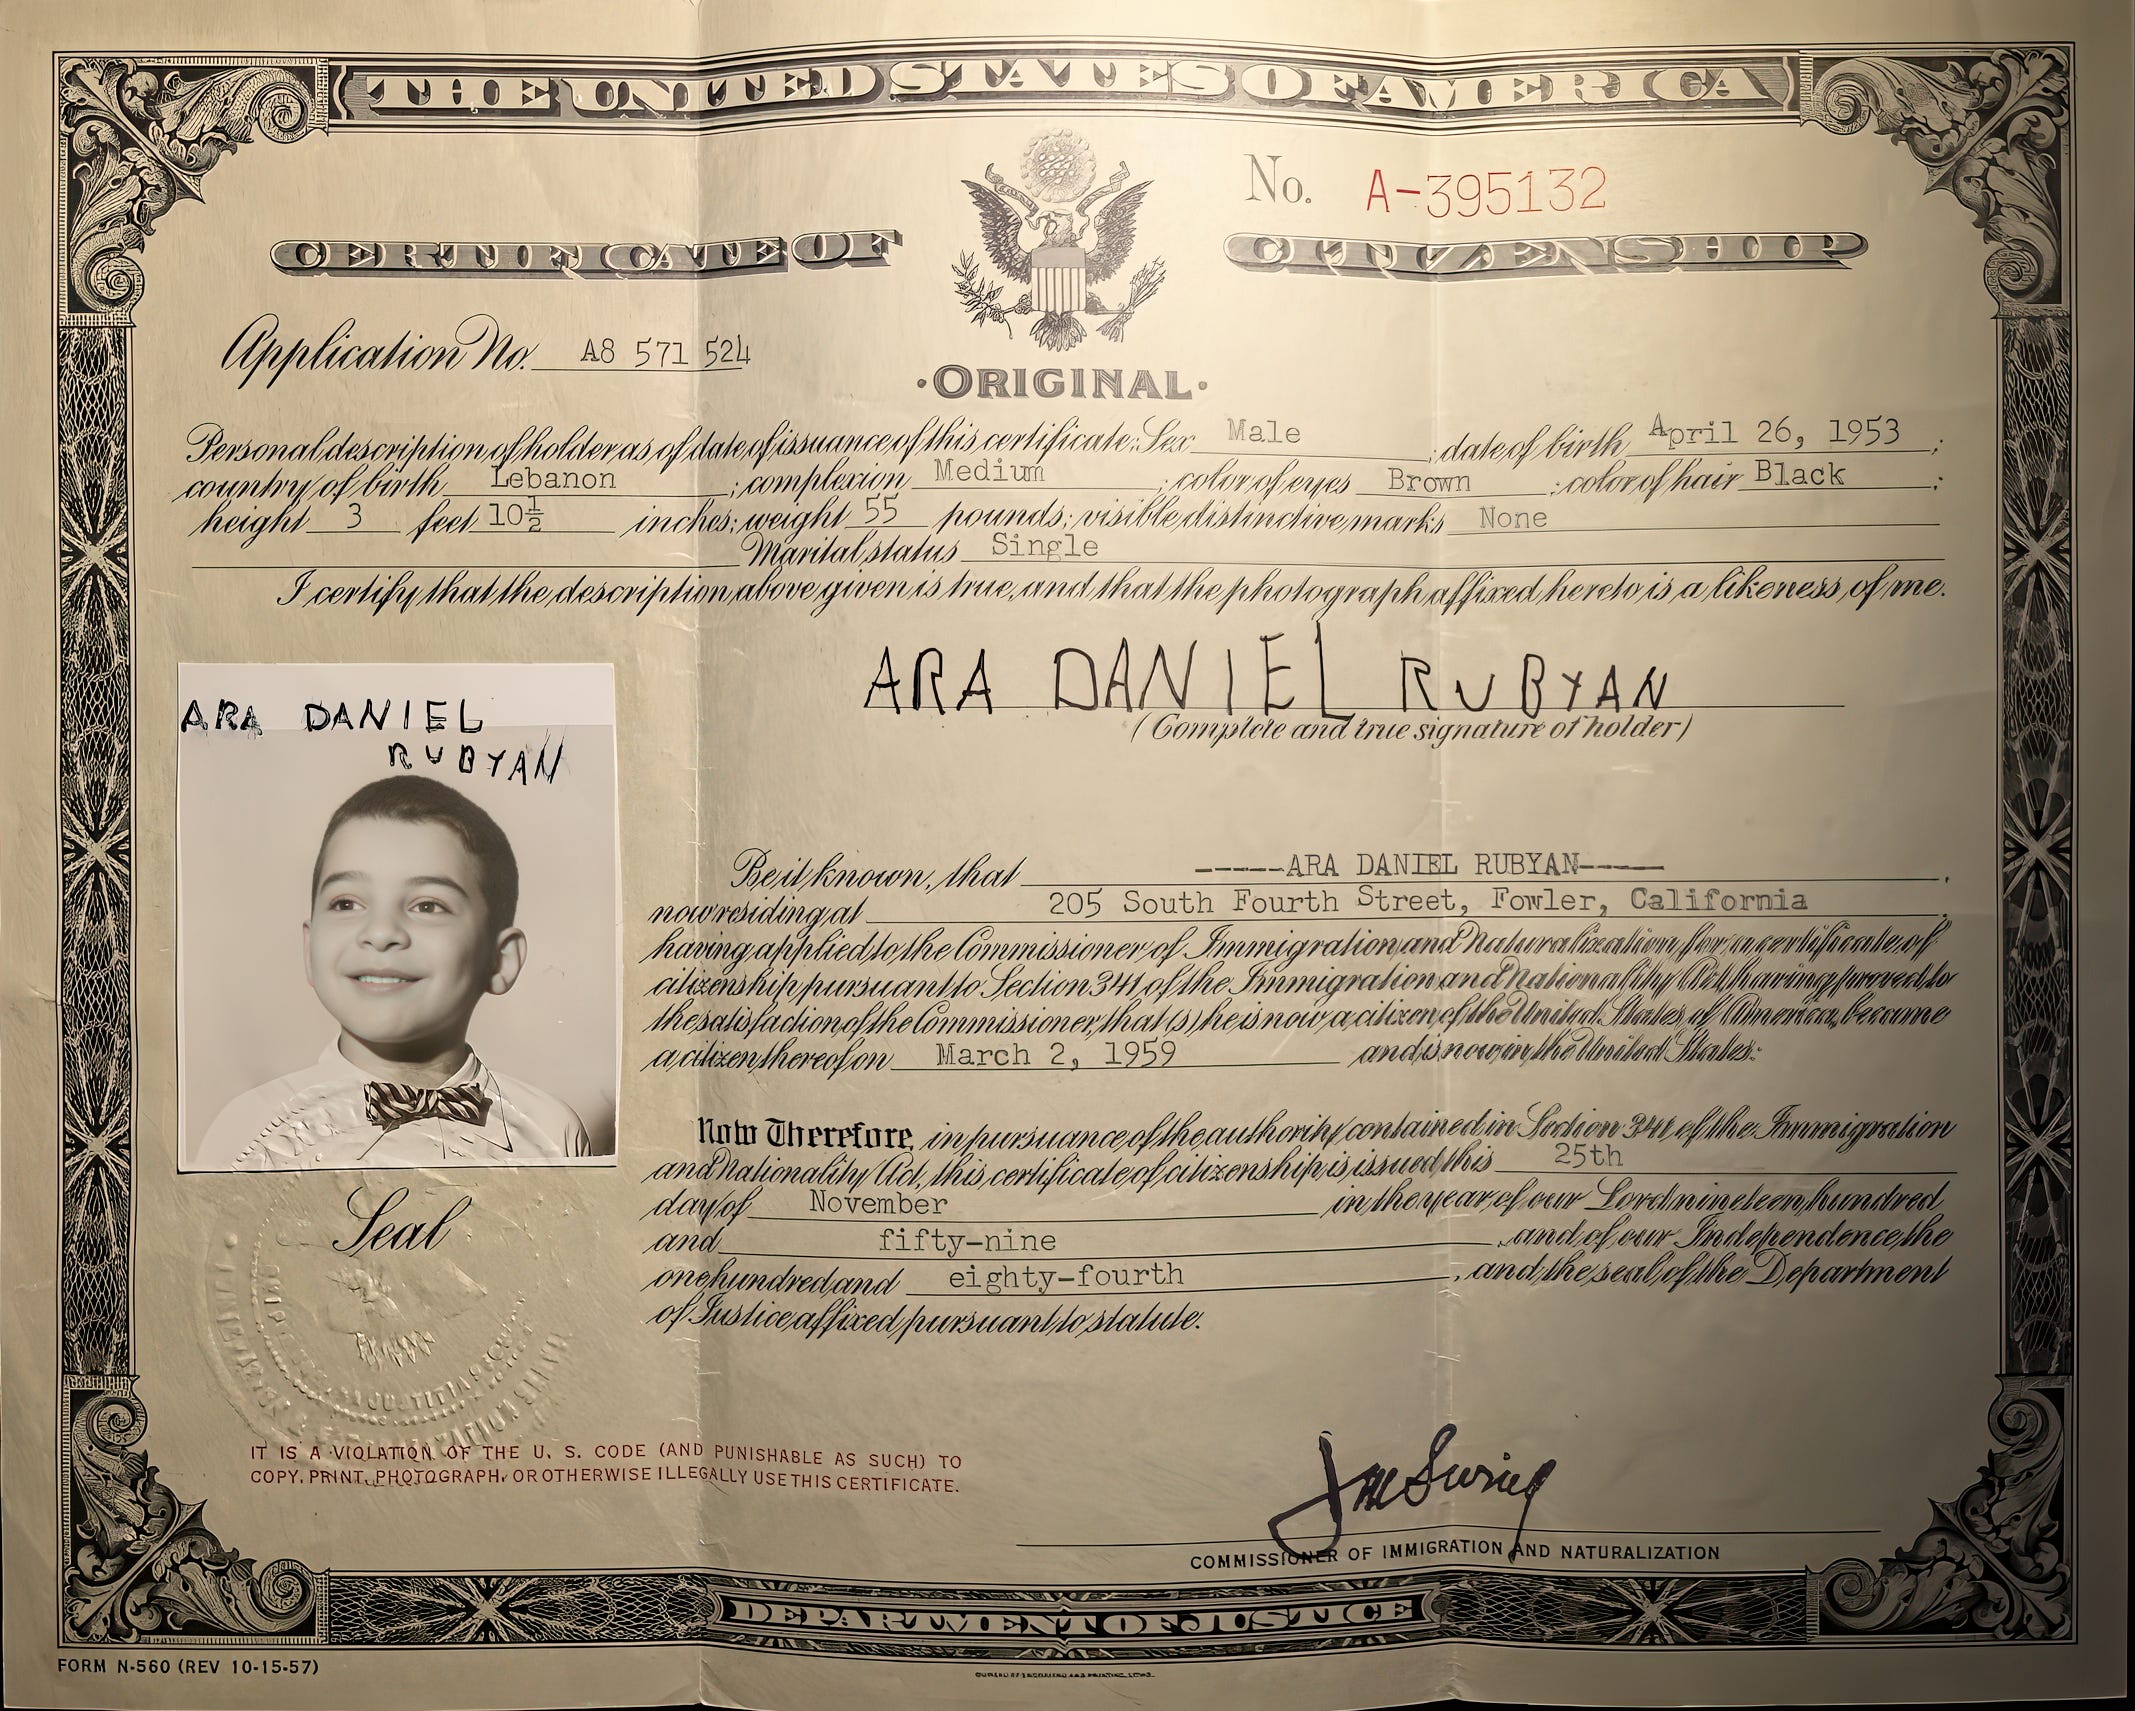 THE UNITED STATES OF AMERICA
No. A-395132
CERTIFICATE OF CITIZENSHIP
Application No. A8 571 524
·ORIGINAL·
Personal description of holder as of date of issuance of this certificate: Sex Male ; date of birth April 26, 1953 ;
country of birth Lebanon ; complexion Medium ; color of eyes Brown ; color of hair Black ;
height 3 feet 10½ inches; weight 55 pounds; visible distinctive marks None
Marital status Single
I certify that the description above given is true, and that the photograph affixed hereto is a likeness of me.
ARA DANIEL RUBYAN
(Complete and true signature of holder)
ARA DANIEL
RUBYAN
Be it known, that -----ARA DANIEL RUBYAN-----,
now residing at 205 South Fourth Street, Fowler, California,
having applied to the Commissioner of Immigration and Naturalization for a certificate of
citizenship pursuant to Section 341 of the Immigration and Nationality Act, having proved to
the satisfaction of the Commissioner, that (s)he is now a citizen of the United States of America, became
a citizen thereof on March 2, 1959 and is now in the United States:
Now Therefore, in pursuance of the authority contained in Section 341 of the Immigration
and Nationality Act, this certificate of citizenship is issued this 25th
day of November in the year of our Lord nineteen hundred
and fifty-nine, and of our Independence the
one hundred and eighty-fourth, and the seal of the Department
of Justice affixed pursuant to statute.
Seal
IT IS A VIOLATION OF THE U. S. CODE (AND PUNISHABLE AS SUCH) TO
COPY, PRINT, PHOTOGRAPH, OR OTHERWISE ILLEGALLY USE THIS CERTIFICATE.
COMMISSIONER OF IMMIGRATION AND NATURALIZATION
DEPARTMENT OF JUSTICE
FORM N-560 (REV 10-15-57)